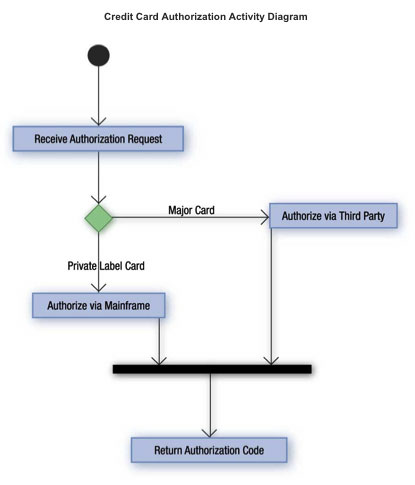 Credit Card Authorization Activity Diagram
Receive Authorization Request
Major Card
Authorize via Third Party
Private Label Card
Authorize via Mainframe
Return Authorization Code